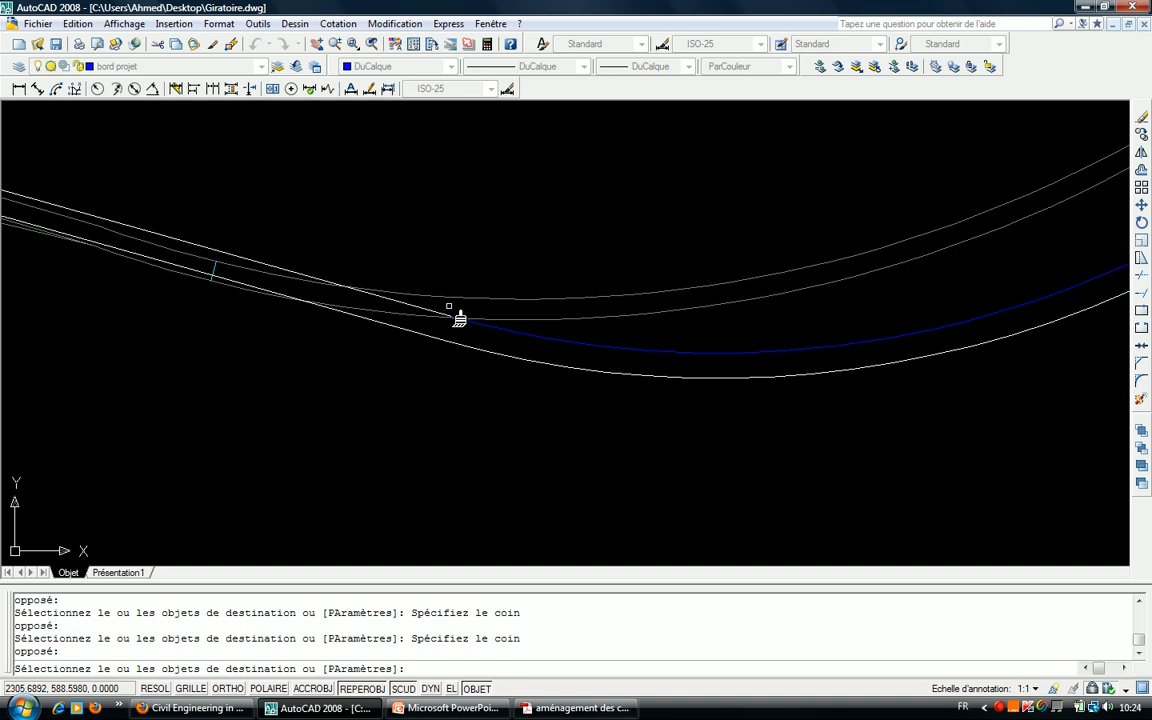 AutoCAD 2008 - [C:\Users\Ahmed\Desktop\Giratoire.dwg]
Fichier Edition Affichage Insertion Format Outils Dessin Cotation Modification Express Fenêtre ? Tapez une question pour obtenir de l'aide
Standard ISO-25 Standard Standard
bord projet DuCalque DuCalque DuCalque ParCouleur
ISO-25
Y
X
Objet Présentation1
opposé:
Sélectionnez le ou les objets de destination ou [PAramètres]: Spécifiez le coin
opposé:
Sélectionnez le ou les objets de destination ou [PAramètres]: Spécifiez le coin
opposé:
Sélectionnez le ou les objets de destination ou [PAramètres]:
2305.6892, 588.5980, 0.0000 RESOL GRILLE ORTHO POLAIRE ACCROBJ REPEROBJ SCUD DYN EL OBJET Echelle d'annotation: 1:1
Civil Engineering in ... AutoCAD 2008 - [C:... Microsoft PowerPoi... aménagement des c... FR 10:24